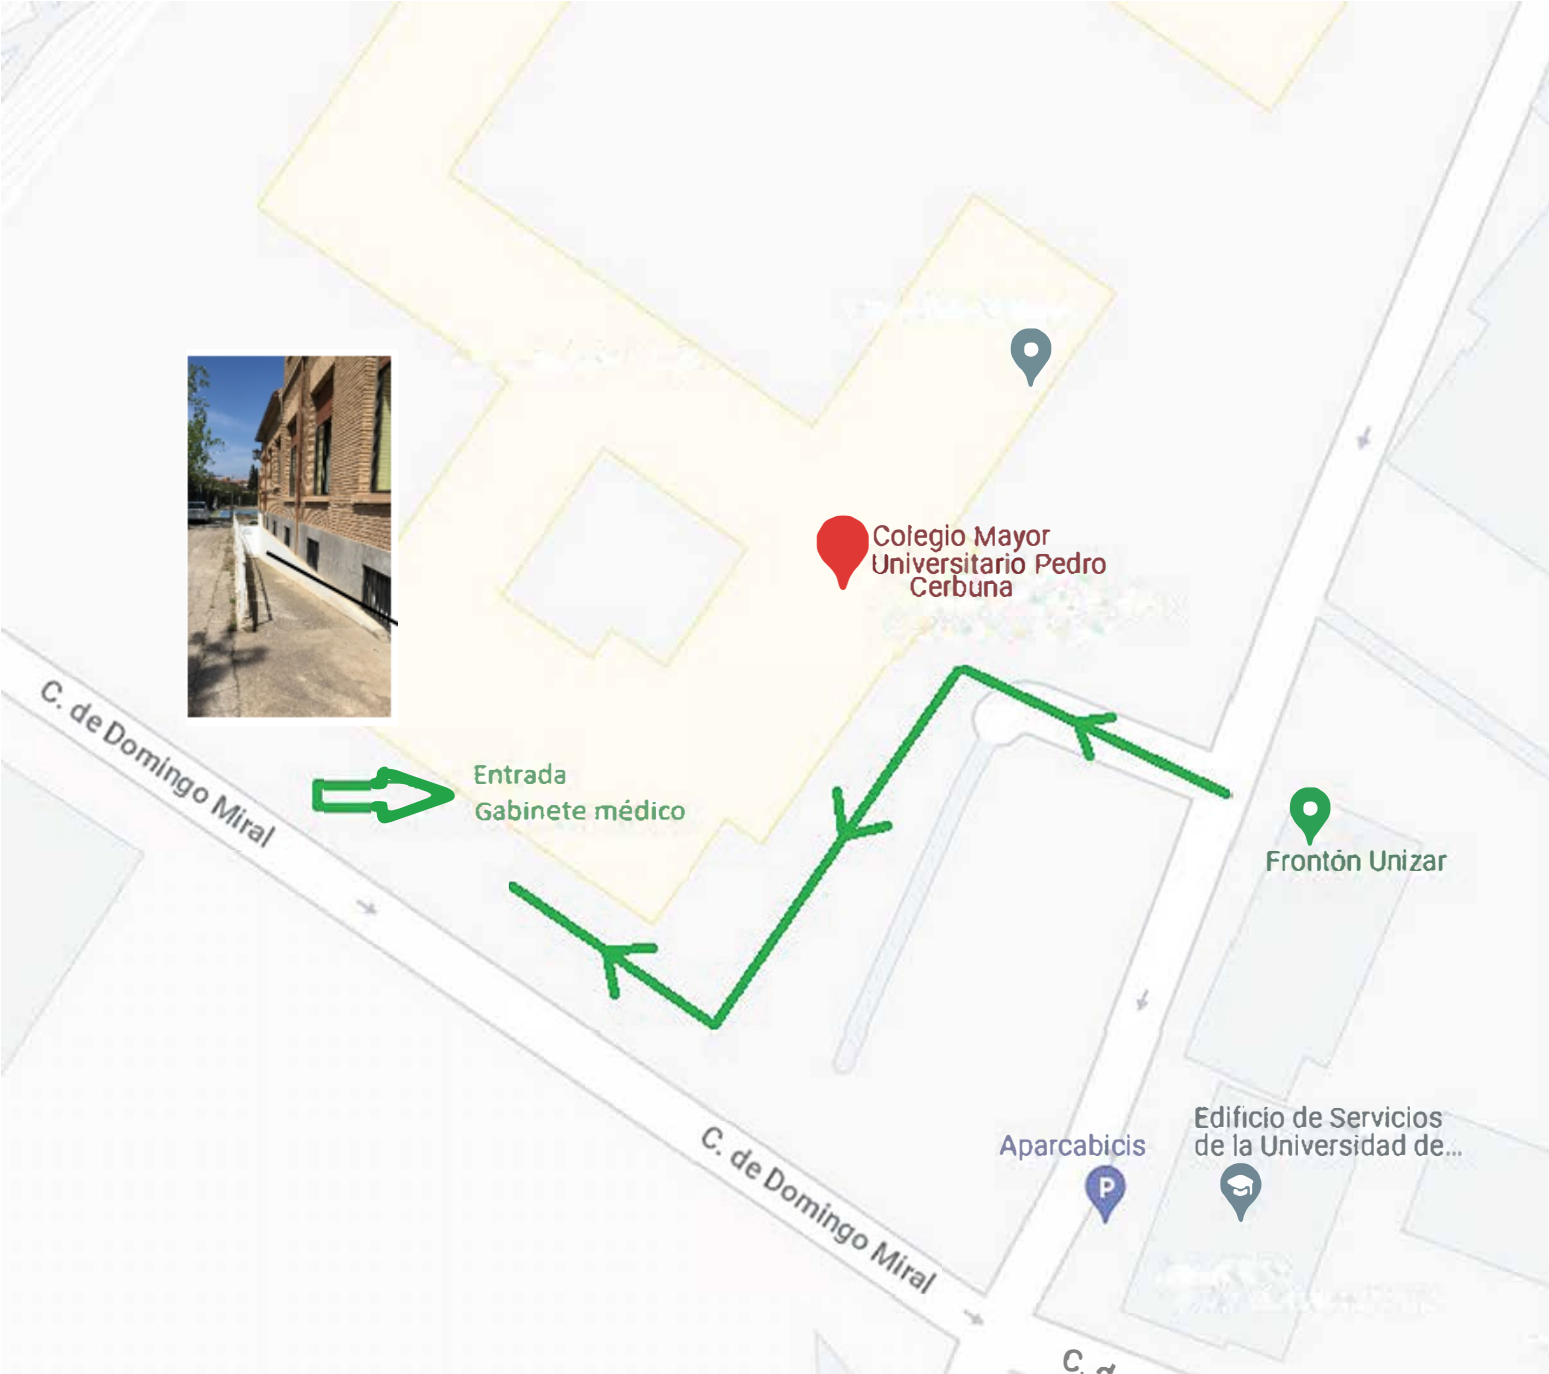 Colegio Mayor
Universitario Pedro
Cerbuna
C. de Domingo Miral
Entrada
Gabinete médico
Frontón Unizar
Aparcabicis
P
Edificio de Servicios
de la Universidad de...
C. de Domingo Miral
C.